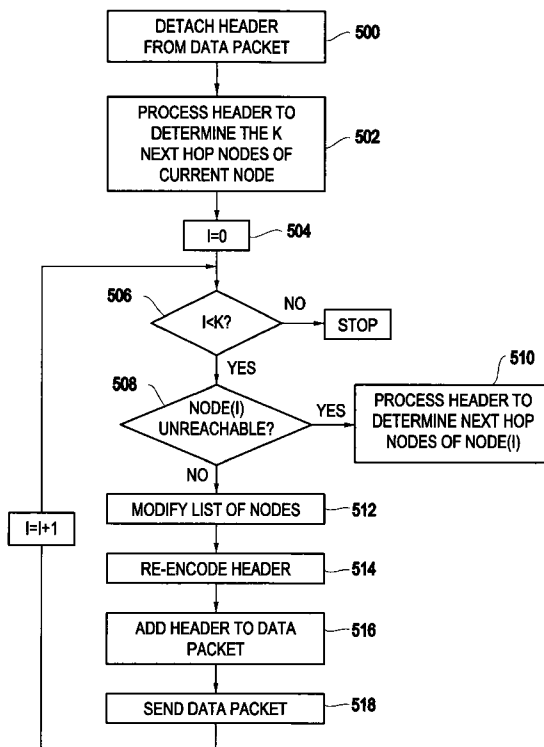 DETACH HEADER
FROM DATA PACKET
500
PROCESS HEADER TO
DETERMINE THE K
NEXT HOP NODES OF
CURRENT NODE
502
I=0
504
506
I<K?
NO
STOP
YES
508
NODE(I)
UNREACHABLE?
YES
510
PROCESS HEADER TO
DETERMINE NEXT HOP
NODES OF NODE(I)
NO
MODIFY LIST OF NODES
512
I=I+1
RE-ENCODE HEADER
514
ADD HEADER TO DATA
PACKET
516
SEND DATA PACKET
518